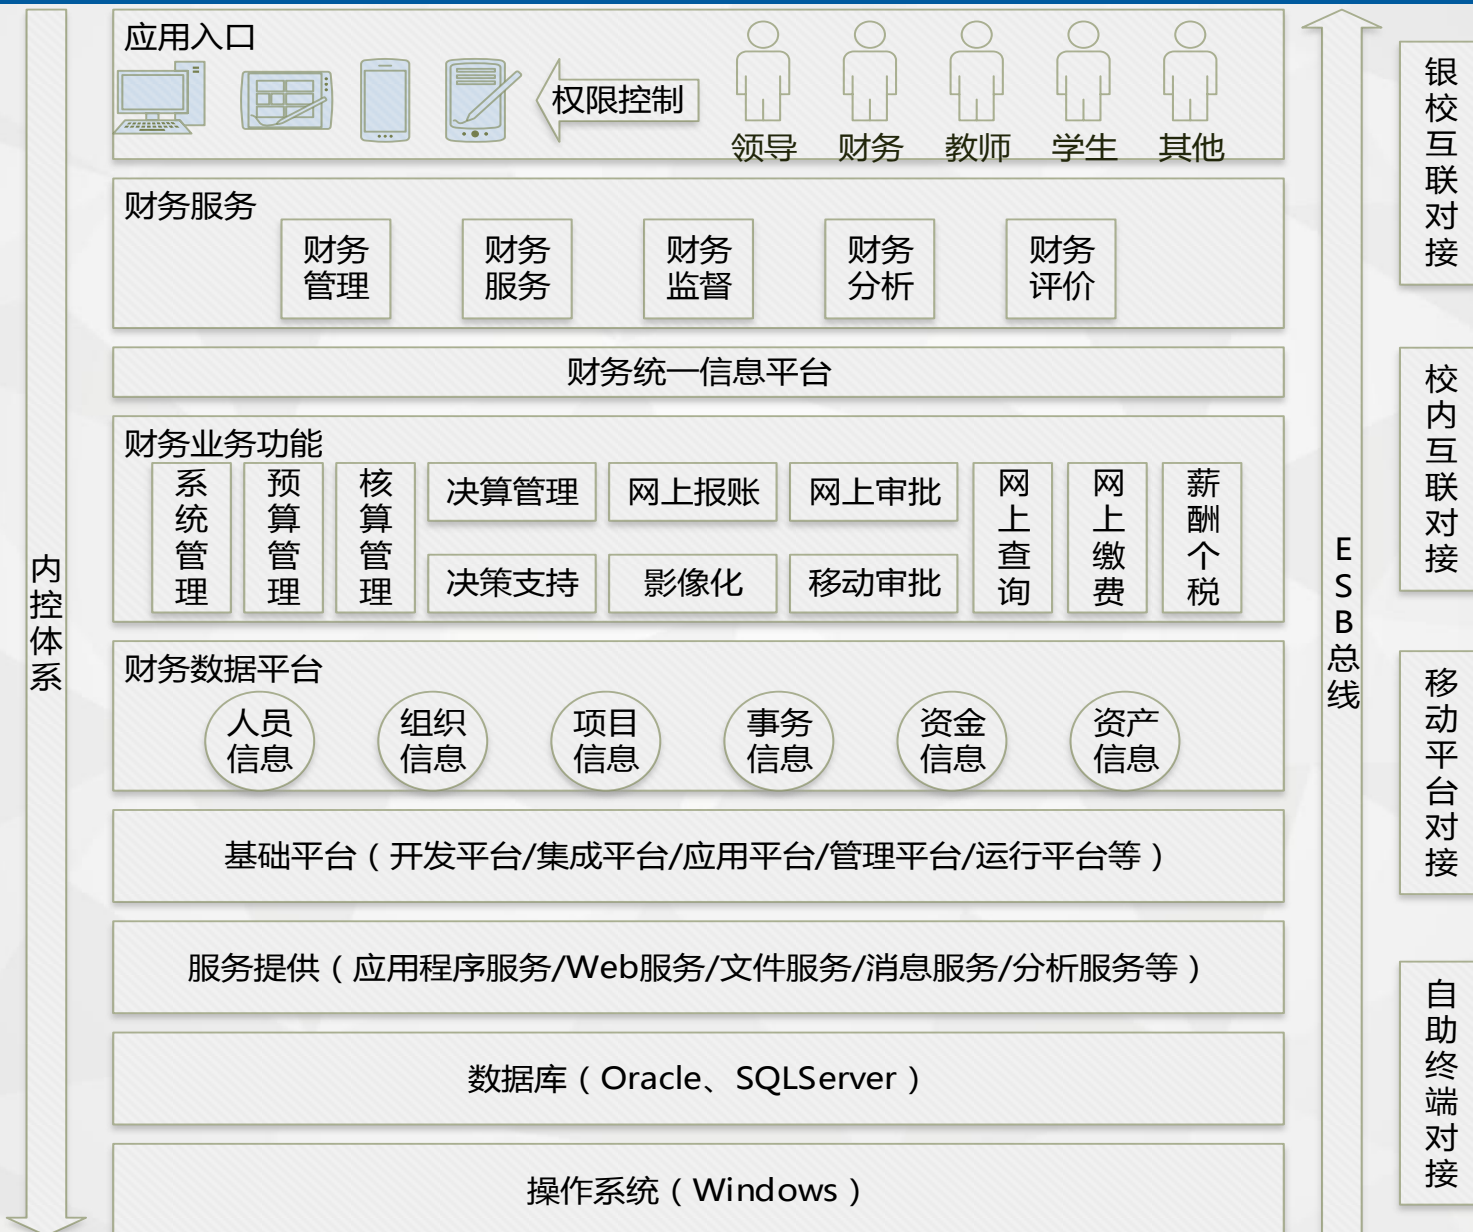 应用入口
权限控制
领导
财务
教师
学生
其他
财务服务
财务
管理
财务
服务
财务
监督
财务
分析
财务
评价
财务统一信息平台
财务业务功能
系统管理
预算管理
核算管理
决算管理
网上报账
网上审批
决策支持
影像化
移动审批
网上查询
网上缴费
薪酬个税
财务数据平台
人员
信息
组织
信息
项目
信息
事务
信息
资金
信息
资产
信息
基础平台（开发平台/集成平台/应用平台/管理平台/运行平台等）
服务提供（应用程序服务/Web服务/文件服务/消息服务/分析服务等）
数据库（Oracle、SQLServer）
操作系统（Windows）
内控体系
ESB总线
银校互联对接
校内互联对接
移动平台对接
自助终端对接